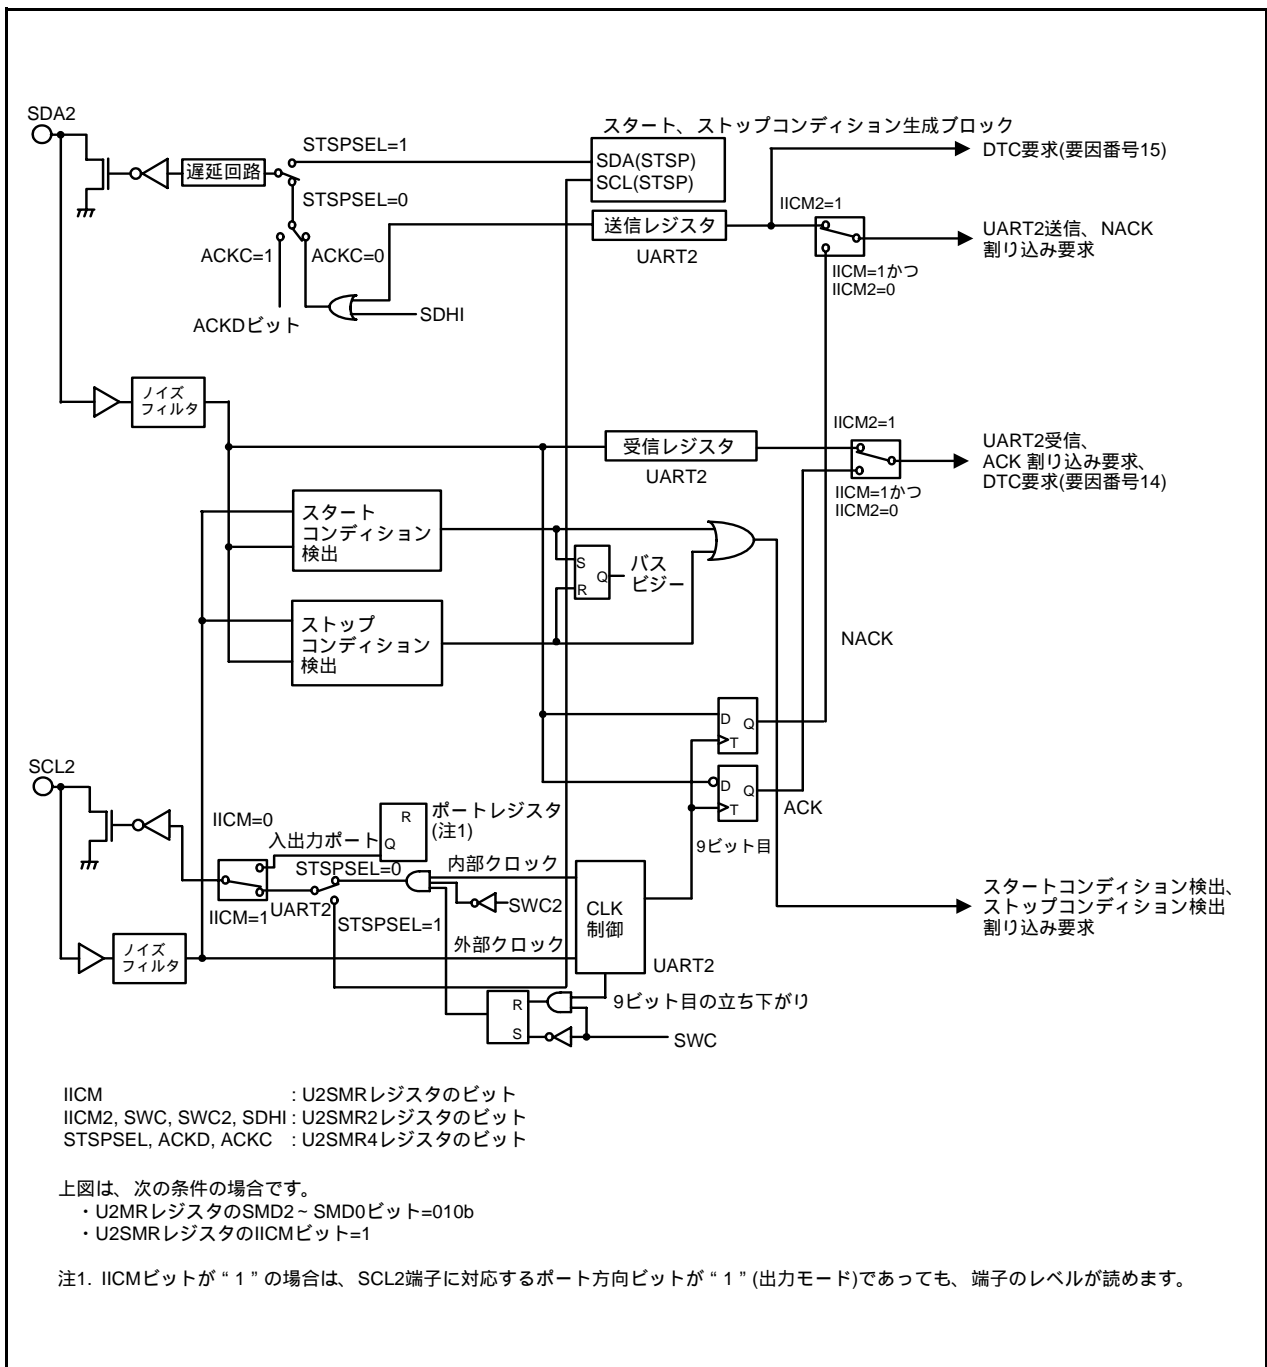 SDA2
スタート、ストップコンディション生成ブロック
STSPSEL=1
SDA(STSP)
SCL(STSP)
DTC要求(要因番号15)
遅延回路
STSPSEL=0
IICM2=1
送信レジスタ
UART2
UART2送信、NACK
割り込み要求
ACKC=1
ACKC=0
IICM=1かつ
IICM2=0
SDHI
ACKDビット
ノイズ
フィルタ
IICM2=1
受信レジスタ
UART2
UART2受信、
ACK 割り込み要求、
DTC要求(要因番号14)
IICM=1かつ
IICM2=0
スタート
コンディション
検出
S
Q
R
バス
ビジー
ストップ
コンディション
検出
NACK
D
Q
T
SCL2
D
Q
T
ACK
9ビット目
IICM=0
入出力ポート
R
Q
ポートレジスタ
(注1)
STSPSEL=0
内部クロック
IICM=1
UART2
SWC2
CLK
制御
STSPSEL=1
外部クロック
UART2
スタートコンディション検出、
ストップコンディション検出
割り込み要求
ノイズ
フィルタ
R
S
9ビット目の立ち下がり
SWC
IICM : U2SMRレジスタのビット
IICM2, SWC, SWC2, SDHI : U2SMR2レジスタのビット
STSPSEL, ACKD, ACKC : U2SMR4レジスタのビット
上図は、次の条件の場合です。
・U2MRレジスタのSMD2~SMD0ビット=010b
・U2SMRレジスタのIICMビット=1
注1. IICMビットが“1”の場合は、SCL2端子に対応するポート方向ビットが“1”(出力モード)であっても、端子のレベルが読めます。